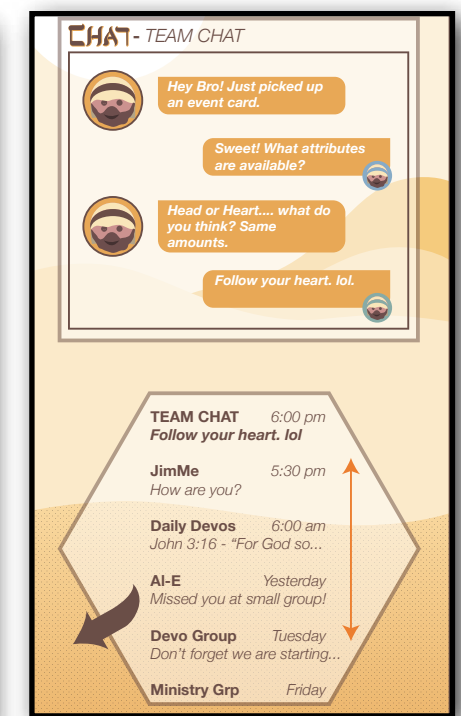 CHAT - TEAM CHAT
Hey Bro! Just picked up
an event card.
Sweet! What attributes
are available?
Head or Heart.... what do
you think? Same
amounts.
Follow your heart. lol.
TEAM CHAT 6:00 pm
Follow your heart. lol
JimMe 5:30 pm
How are you?
Daily Devos 6:00 am
John 3:16 - “For God so...
Al-E Yesterday
Missed you at small group!
Devo Group Tuesday
Don’t forget we are starting...
Ministry Grp Friday